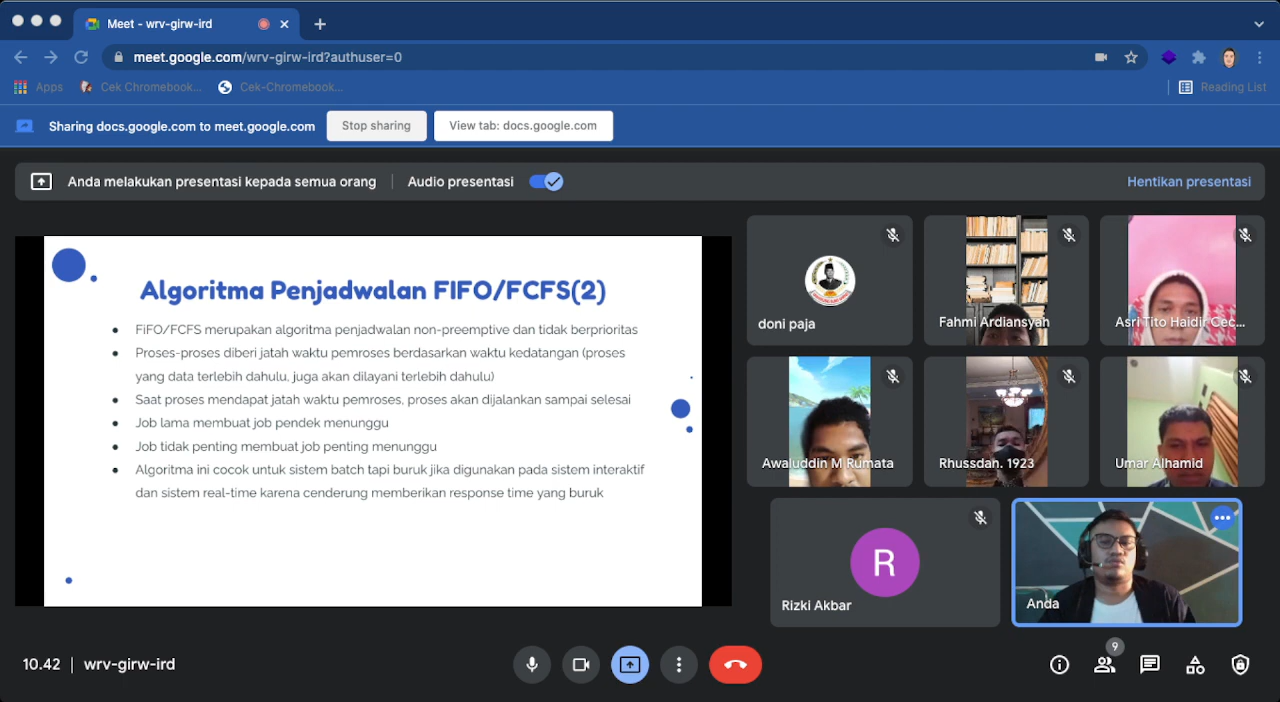 Meet - wrv-girw-ird
meet.google.com/wrv-girw-ird?authuser=0
Apps
Cek Chromebook...
Cek-Chromebook...
Reading List
Sharing docs.google.com to meet.google.com
Stop sharing
View tab: docs.google.com
Anda melakukan presentasi kepada semua orang
Audio presentasi
Hentikan presentasi
Algoritma Penjadwalan FIFO/FCFS(2)
FiFO/FCFS merupakan algoritma penjadwalan non-preemptive dan tidak berprioritas
Proses-proses diberi jatah waktu pemroses berdasarkan waktu kedatangan (proses
yang data terlebih dahulu, juga akan dilayani terlebih dahulu)
Saat proses mendapat jatah waktu pemroses, proses akan dijalankan sampai selesai
Job lama membuat job pendek menunggu
Job tidak penting membuat job penting menunggu
Algoritma ini cocok untuk sistem batch tapi buruk jika digunakan pada sistem interaktif
dan sistem real-time karena cenderung memberikan response time yang buruk
doni paja
Fahmi Ardiansyah
Asri Tito Haidir Cec...
Awaluddin M Rumata
Rhussdah. 1923
Umar Alhamid
R
Rizki Akbar
Anda
10.42
wrv-girw-ird
9